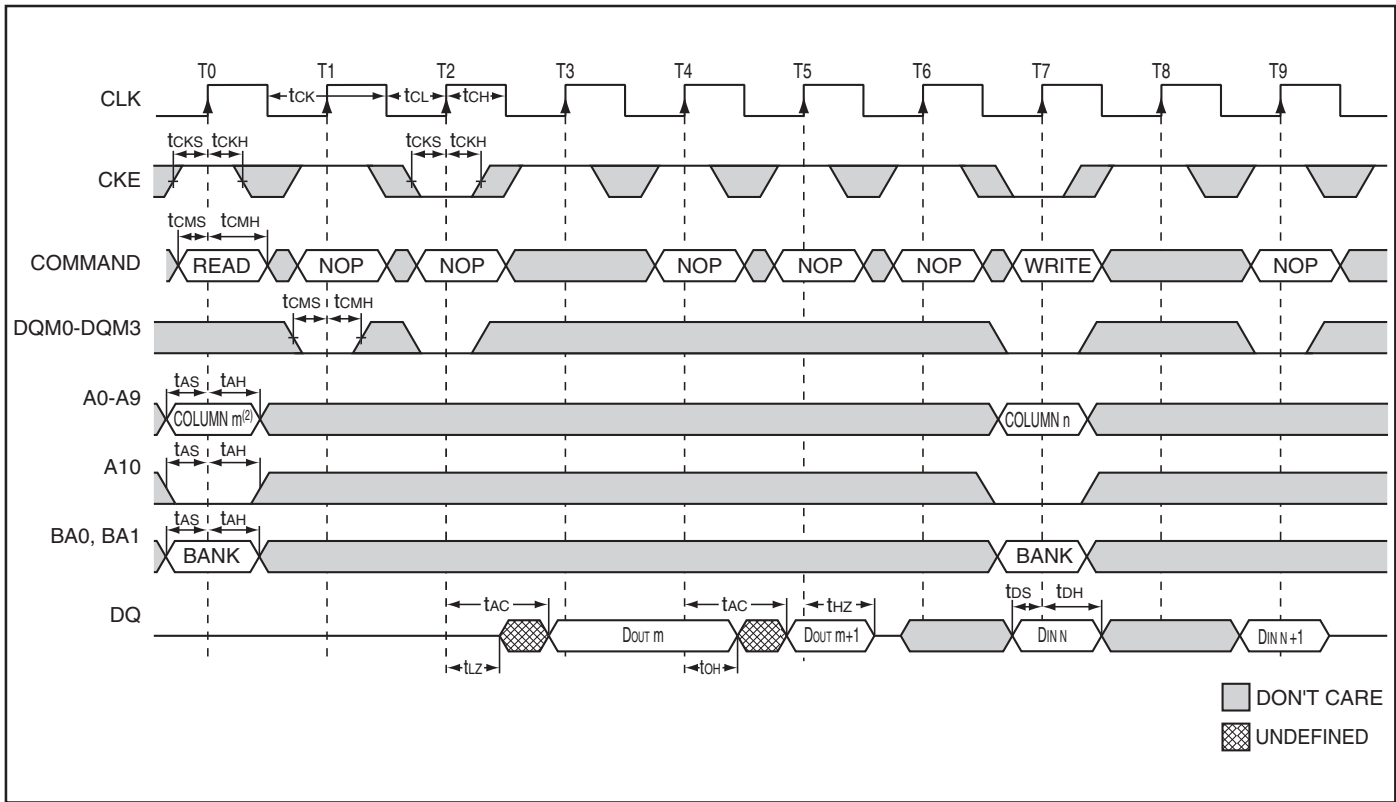 T0 T1 T2 T3 T4 T5 T6 T7 T8 T9
CLK tCK tCL tCH
tCKS tCKH tCKS tCKH
CKE
tCMS tCMH
COMMAND READ NOP NOP NOP NOP NOP WRITE NOP
tCMS tCMH
DQM0-DQM3
tAS tAH
A0-A9 COLUMN m(2) COLUMN n
tAS tAH
A10
tAS tAH
BA0, BA1 BANK BANK
tAC tAC tHZ tDS tDH
DQ DOUT m DOUT m+1 DIN N DIN N+1
tLZ tOH
DON'T CARE
UNDEFINED